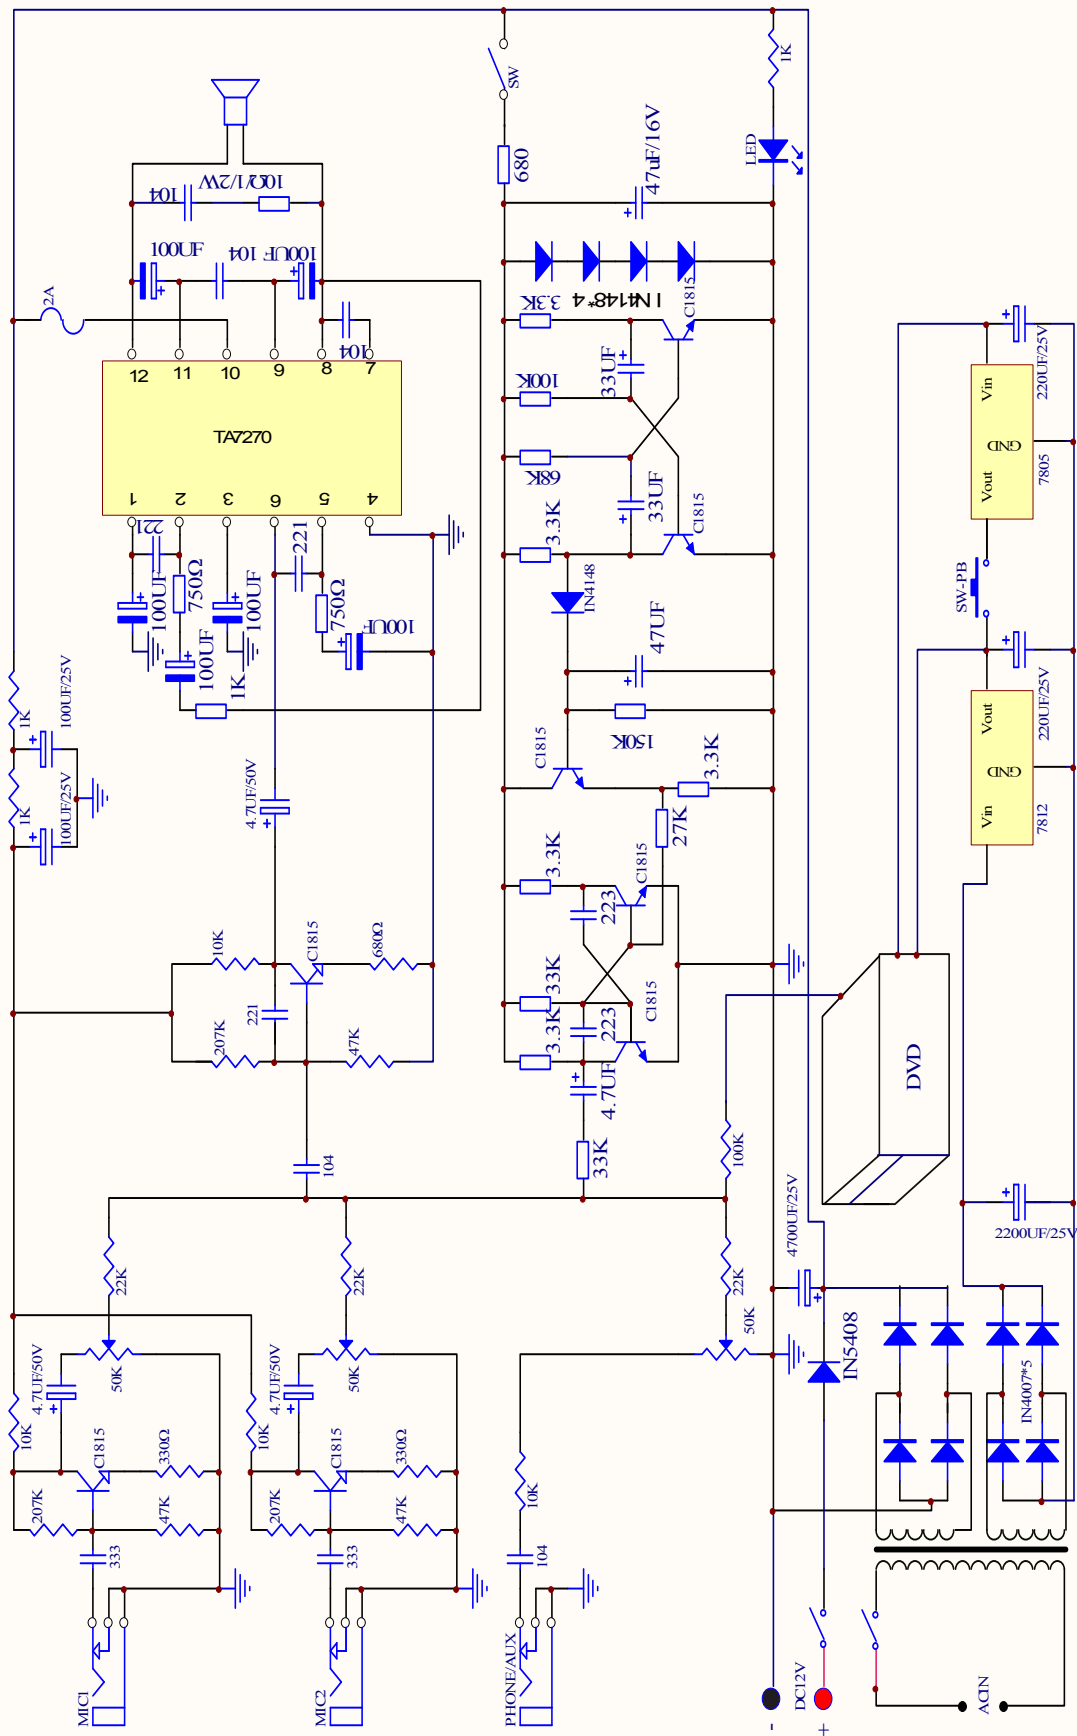 1K
SW
680
47uF/16V
LED
104
10Ω/1/2W
100UF
104
100UF
2A
104
12
11
10
9
8
7
TA7270
1
2
3
6
5
4
IN4148*4
3.3K
C1815
33UF
100K
68K
33UF
C1815
3.3K
IN4148
47UF
150K
C1815
3.3K
27K
221
750Ω
100UF
100UF
100UF
1K
221
750Ω
100UF
1K
100UF/25V
1K
100UF/25V
4.7UF/50V
10K
C1815
680Ω
221
207K
47K
104
3.3K
C1815
223
33K
C1815
223
3.3K
4.7UF
33K
100K
Vin
GND
Vout
7805
220UF/25V
SW-PB
Vout
GND
Vin
7812
220UF/25V
DVD
2200UF/25V
4700UF/25V
22K
22K
22K
50K
50K
50K
4.7UF/50V
4.7UF/50V
10K
10K
C1815
330Ω
C1815
330Ω
207K
47K
207K
47K
333
333
10K
104
IN5408
IN4007*5
MIC1
MIC2
PHONE/AUX
DC12V
-
+
ACIN